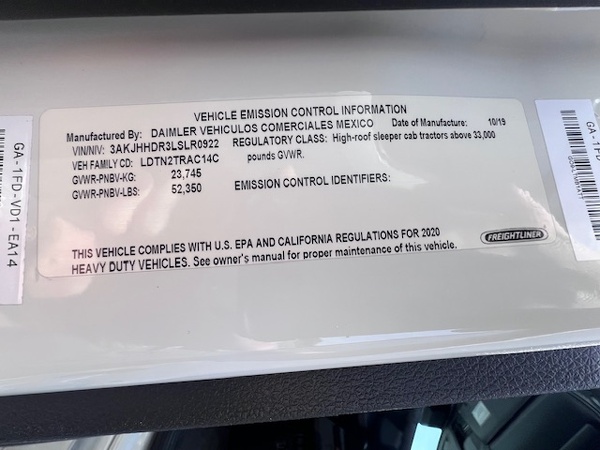 VEHICLE EMISSION CONTROL INFORMATION
Manufactured By: DAIMLER VEHICULOS COMERCIALES MEXICO Date of Manufacture: 10/19
VIN/NIV: 3AKJHHDR3LSLR0922 REGULATORY CLASS: High-roof sleeper cab tractors above 33,000
VEH FAMILY CD: LDTN2TRAC14C pounds GVWR.
GVWR-PNBV-KG: 23,745
GVWR-PNBV-LBS: 52,350 EMISSION CONTROL IDENTIFIERS:
THIS VEHICLE COMPLIES WITH U.S. EPA AND CALIFORNIA REGULATIONS FOR 2020
HEAVY DUTY VEHICLES. See owner's manual for proper maintenance of this vehicle.
FREIGHTLINER
GA - 1FD - VD1 - EA14
GA - 1FD